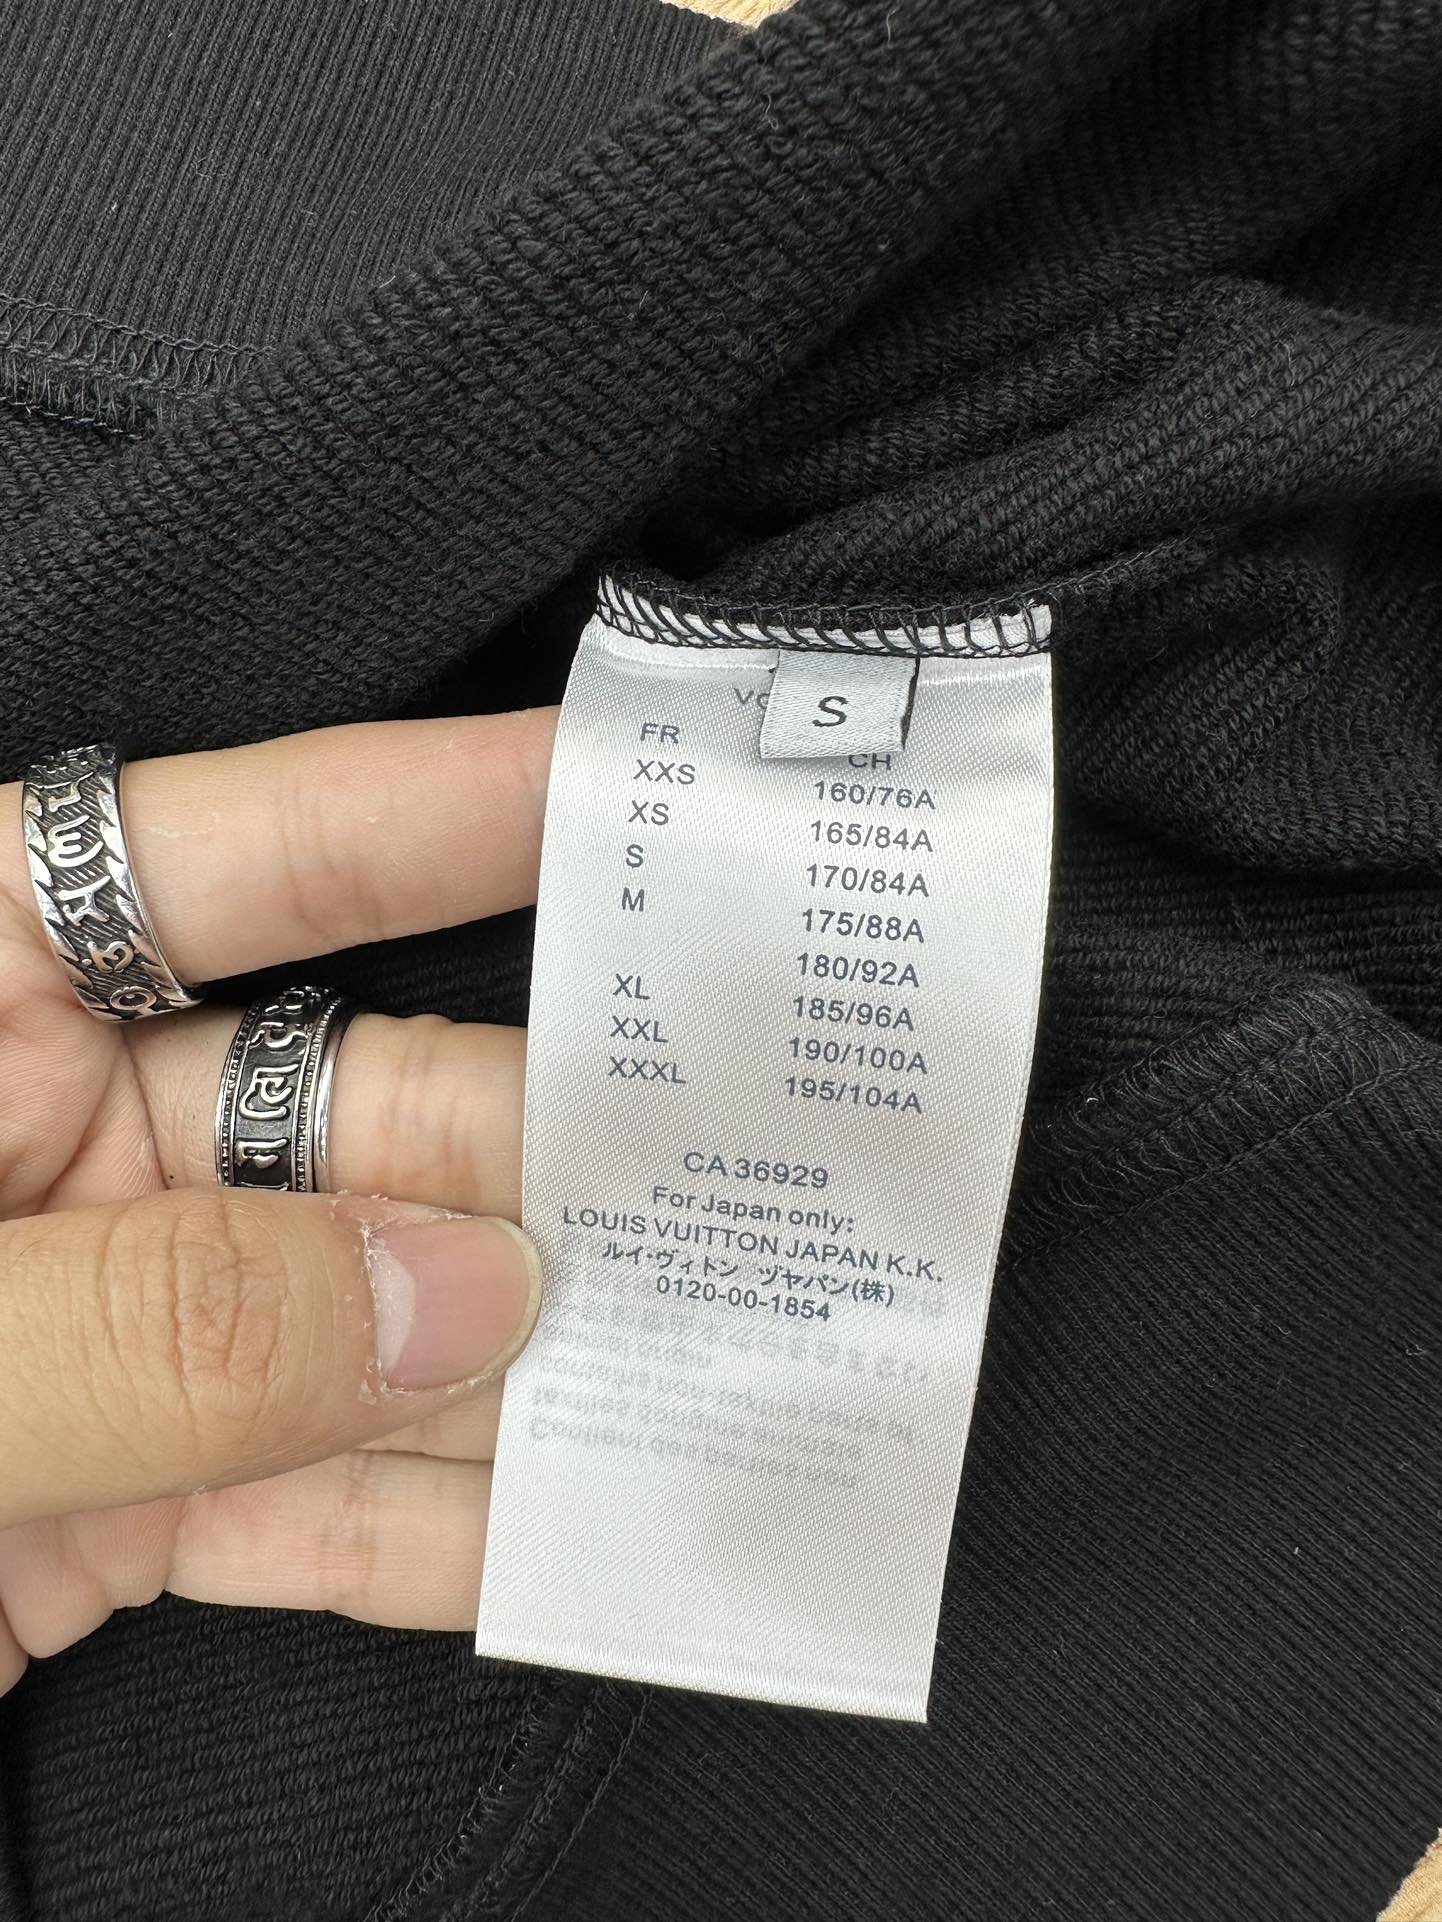 S
FR CH
XXS 160/76A
XS 165/84A
S 170/84A
M 175/88A
180/92A
XL 185/96A
XXL 190/100A
XXXL 195/104A
CA 36929
For Japan only:
LOUIS VUITTON JAPAN K.K.
ルイ・ヴィトン ヅャパン(株)
0120-00-1854